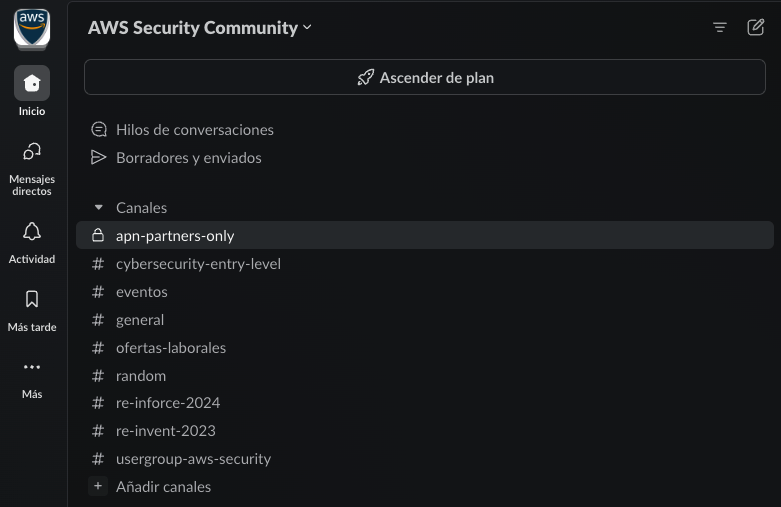 aws
AWS Security Community
Ascender de plan
Inicio
Hilos de conversaciones
Borradores y enviados
Mensajes
directos
Canales
apn-partners-only
Actividad
# cybersecurity-entry-level
# eventos
# general
Más tarde
# ofertas-laborales
# random
Más
# re-inforce-2024
# re-invent-2023
# usergroup-aws-security
+ Añadir canales